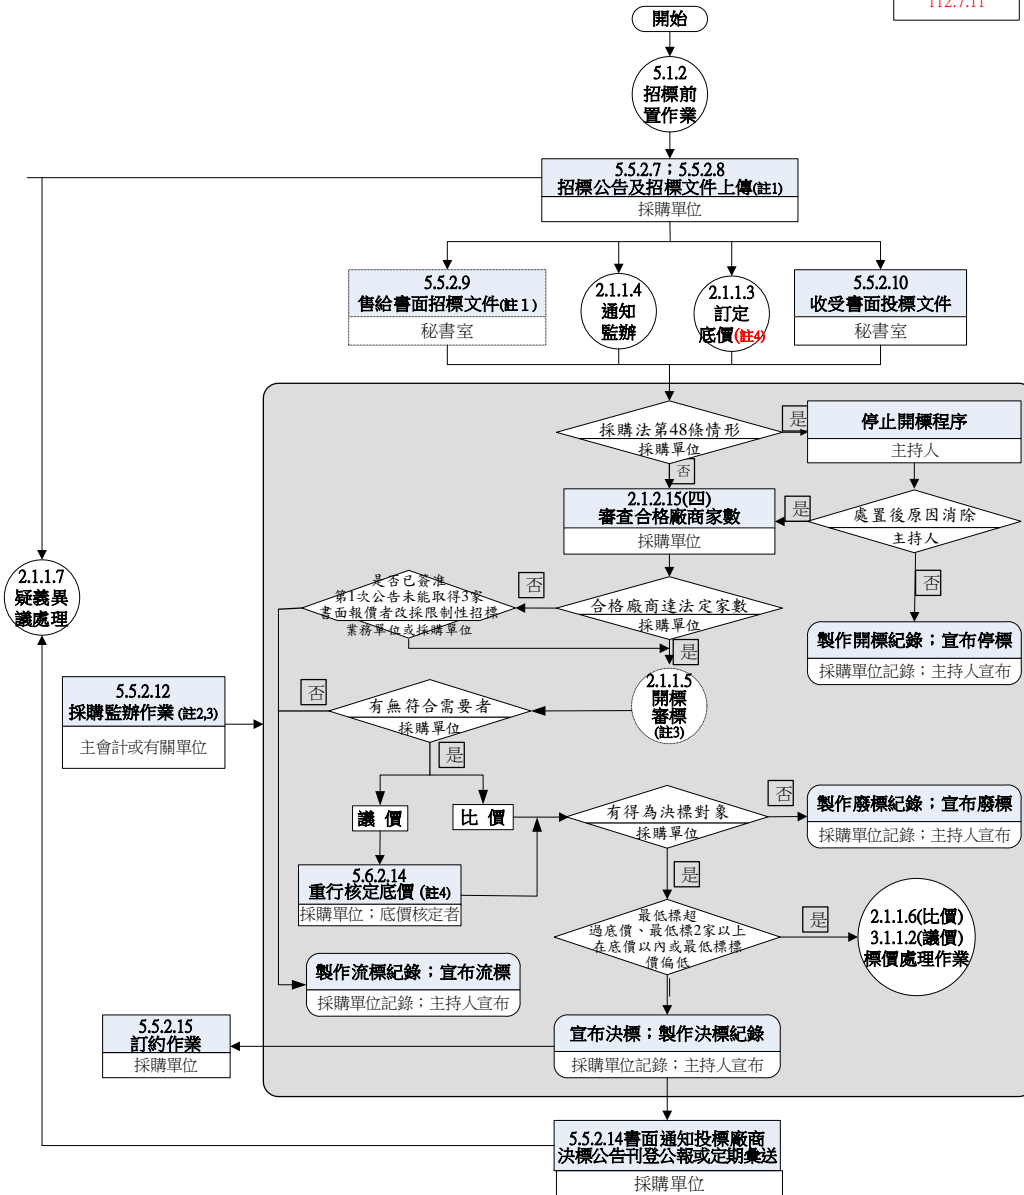 112.7.11
開始
5.1.2
招標前
置作業
5.5.2.7；5.5.2.8
招標公告及招標文件上傳(註1)
採購單位
5.5.2.9
售給書面招標文件(註1)
秘書室
2.1.1.4
通知
監辦
2.1.1.3
訂定
底價(註4)
5.5.2.10
收受書面投標文件
秘書室
採購法第48條情形
採購單位
是
停止開標程序
主持人
否
2.1.2.15(四)
審查合格廠商家數
採購單位
是
處置後原因消除
主持人
否
製作開標紀錄；宣布停標
採購單位記錄；主持人宣布
2.1.1.7
疑義異
議處理
是否已簽准
第1次公告未能取得3家
書面報價者改採限制性招標
業務單位或採購單位
否
合格廠商達法定家數
採購單位
是
2.1.1.5
開標
審標
(註3)
5.5.2.12
採購監辦作業(註2,3)
主會計或有關單位
否
有無符合需要者
採購單位
是
議價
比價
5.6.2.14
重行核定底價(註4)
採購單位；底價核定者
有得為決標對象
採購單位
否
製作廢標紀錄；宣布廢標
採購單位記錄；主持人宣布
是
最低標超
過底價、最低標2家以上
在底價以內或最低標標
價偏低
是
2.1.1.6(比價)
3.1.1.2(議價)
標價處理作業
製作流標紀錄；宣布流標
採購單位記錄；主持人宣布
5.5.2.15
訂約作業
採購單位
宣布決標；製作決標紀錄
採購單位記錄；主持人宣布
5.5.2.14書面通知投標廠商
決標公告刊登公報或定期彙送
採購單位